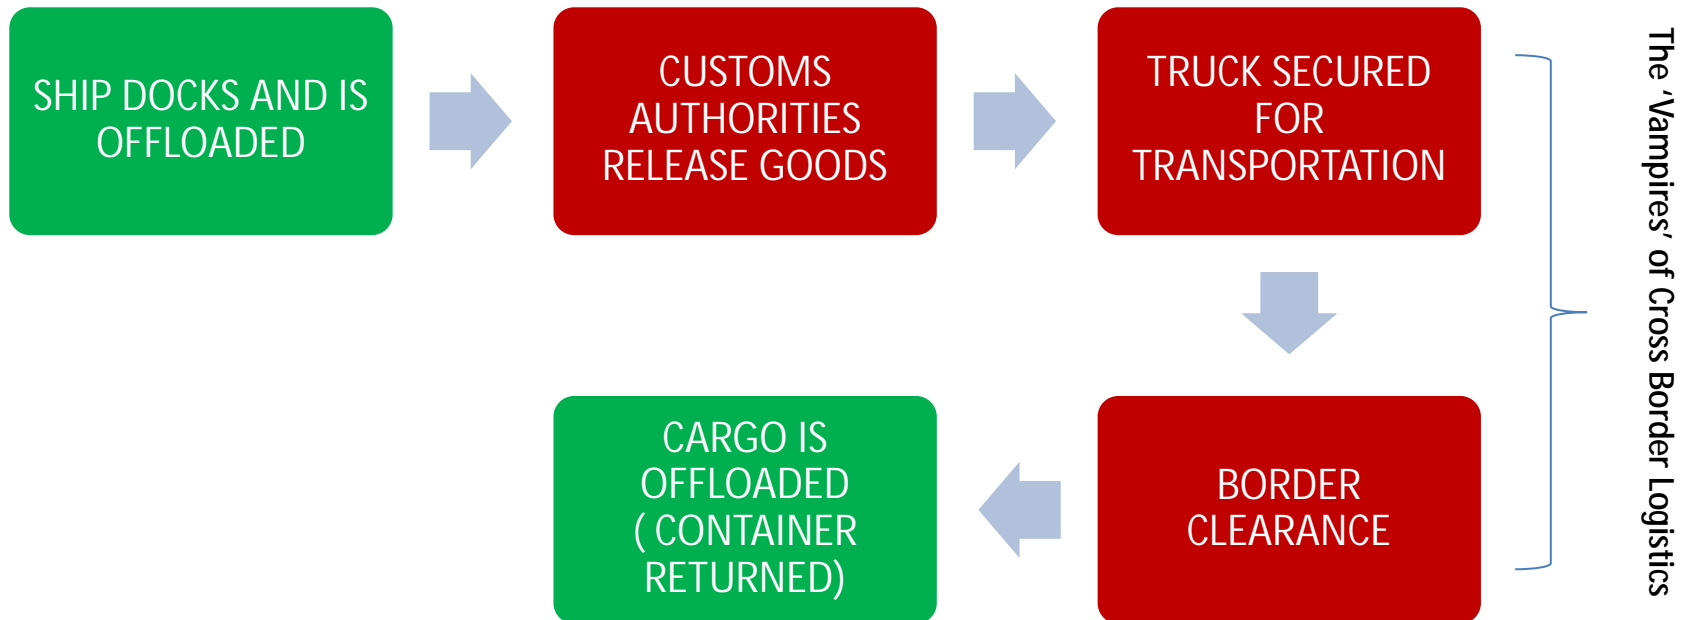 SHIP DOCKS AND IS
OFFLOADED
CUSTOMS
AUTHORITIES
RELEASE GOODS
TRUCK SECURED
FOR
TRANSPORTATION
BORDER
CLEARANCE
CARGO IS
OFFLOADED
( CONTAINER
RETURNED)
The ‘Vampires’ of Cross Border Logistics